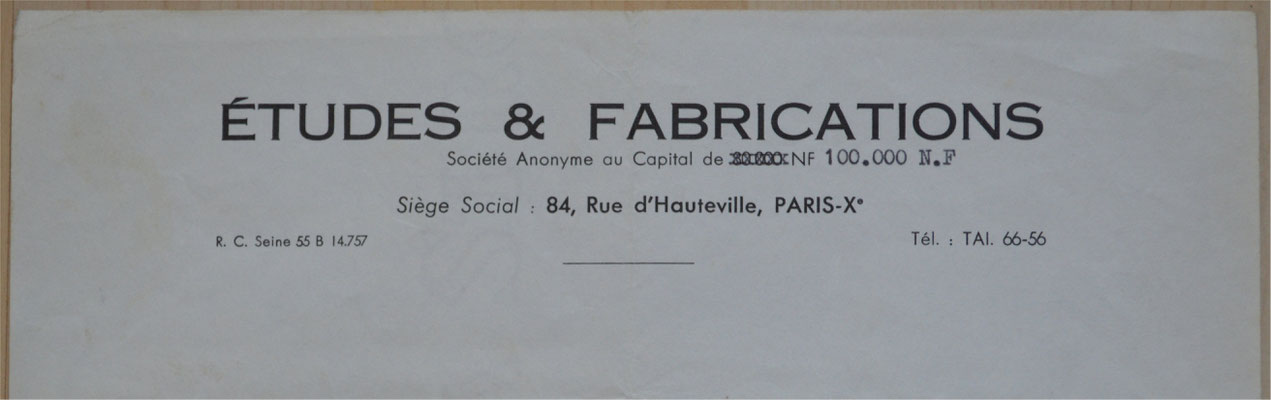 ÉTUDES & FABRICATIONS
Société Anonyme au Capital de NF 100.000 N.F
Siège Social : 84, Rue d'Hauteville, PARIS-Xe
R. C. Seine 55 B 14.757 Tél. : TAI. 66-56